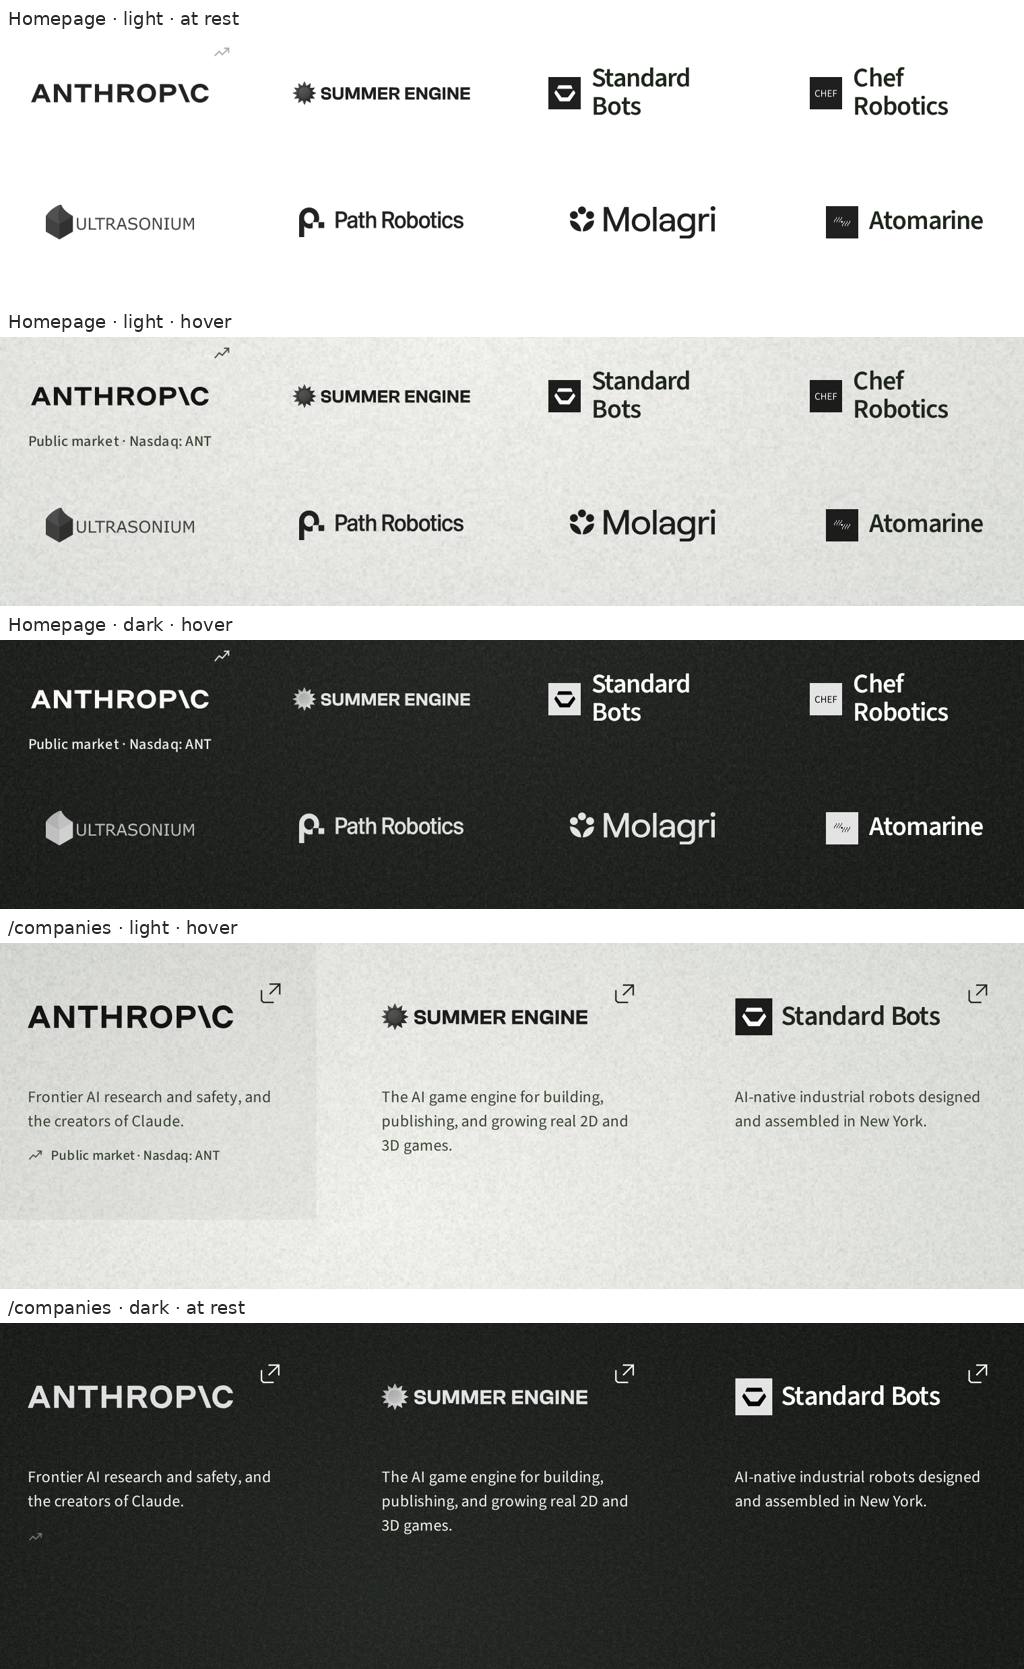 Homepage · light · at rest
ANTHROP\C
SUMMER ENGINE
Standard
Bots
CHEF
Chef
Robotics
ULTRASONIUM
Path Robotics
Molagri
Atomarine
Homepage · light · hover
ANTHROP\C
SUMMER ENGINE
Standard
Bots
CHEF
Chef
Robotics
Public market · Nasdaq: ANT
ULTRASONIUM
Path Robotics
Molagri
Atomarine
Homepage · dark · hover
ANTHROP\C
SUMMER ENGINE
Standard
Bots
CHEF
Chef
Robotics
Public market · Nasdaq: ANT
ULTRASONIUM
Path Robotics
Molagri
Atomarine
/companies · light · hover
ANTHROP\C
Frontier AI research and safety, and
the creators of Claude.
Public market · Nasdaq: ANT
SUMMER ENGINE
The AI game engine for building,
publishing, and growing real 2D and
3D games.
Standard Bots
AI-native industrial robots designed
and assembled in New York.
/companies · dark · at rest
ANTHROP\C
Frontier AI research and safety, and
the creators of Claude.
SUMMER ENGINE
The AI game engine for building,
publishing, and growing real 2D and
3D games.
Standard Bots
AI-native industrial robots designed
and assembled in New York.